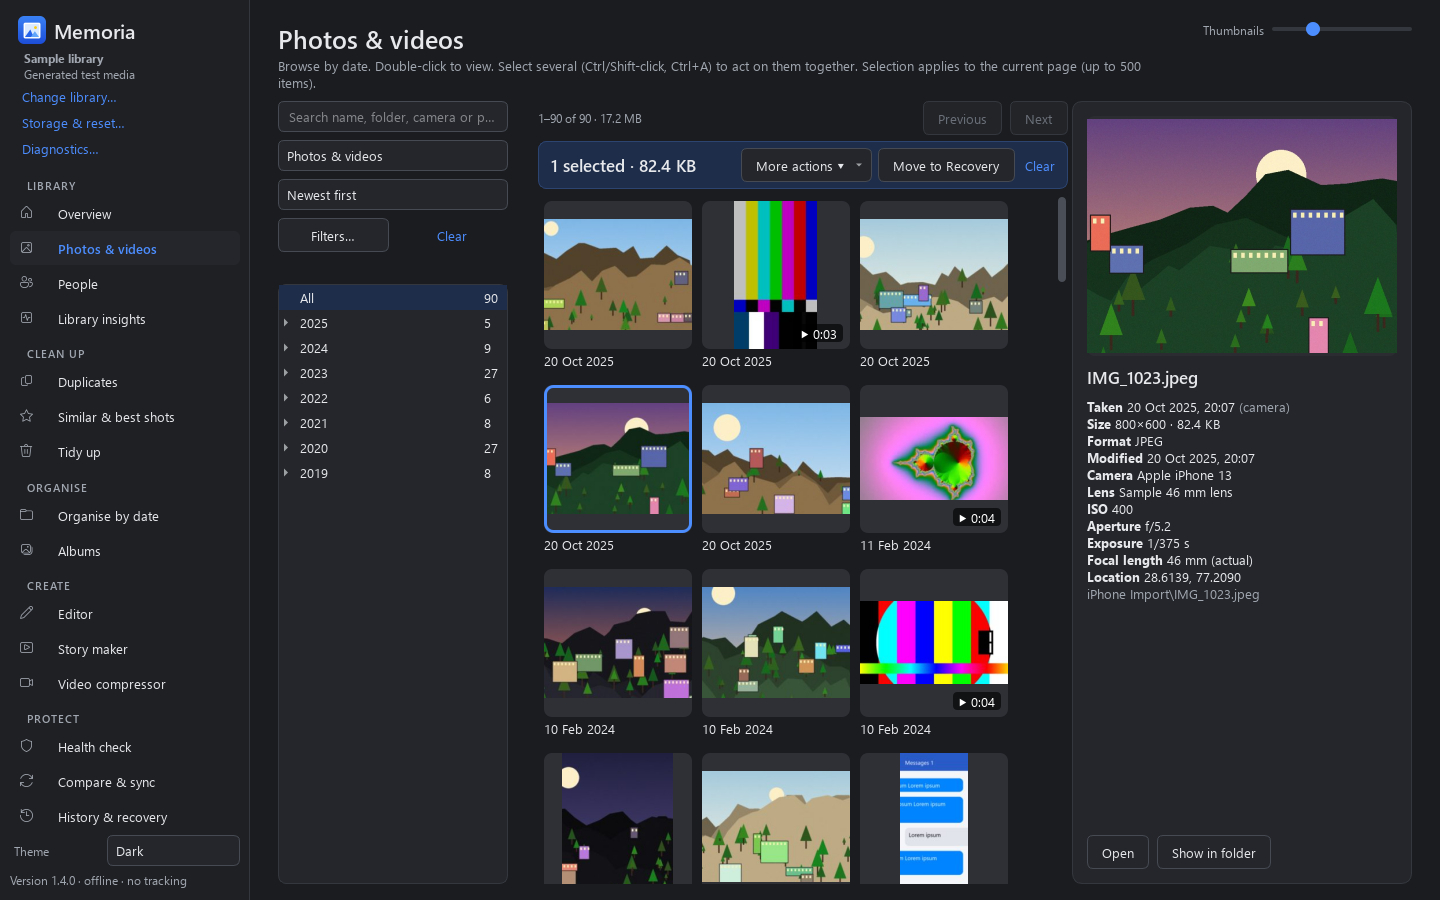 Memoria
Sample library
Generated test media
Change library...
Storage & reset...
Diagnostics...
LIBRARY
Overview
Photos & videos
People
Library insights
CLEAN UP
Duplicates
Similar & best shots
Tidy up
ORGANISE
Organise by date
Albums
CREATE
Editor
Story maker
Video compressor
PROTECT
Health check
Compare & sync
History & recovery
Theme
Dark
Version 1.4.0 · offline · no tracking
Photos & videos
Browse by date. Double-click to view. Select several (Ctrl/Shift-click, Ctrl+A) to act on them together. Selection applies to the current page (up to 500
items).
Thumbnails
Search name, folder, camera or p...
Photos & videos
Newest first
Filters...
Clear
All 90
2025 5
2024 9
2023 27
2022 6
2021 8
2020 27
2019 8
1–90 of 90 · 17.2 MB
Previous
Next
1 selected · 82.4 KB
More actions ▾
Move to Recovery
Clear
0:03
20 Oct 2025
20 Oct 2025
20 Oct 2025
0:04
20 Oct 2025
20 Oct 2025
11 Feb 2024
0:04
10 Feb 2024
10 Feb 2024
10 Feb 2024
Messages 1
Lorem ipsum
Lorem ipsum
Lorem ipsum
Lorem ipsum
IMG_1023.jpeg
Taken 20 Oct 2025, 20:07 (camera)
Size 800×600 · 82.4 KB
Format JPEG
Modified 20 Oct 2025, 20:07
Camera Apple iPhone 13
Lens Sample 46 mm lens
ISO 400
Aperture f/5.2
Exposure 1/375 s
Focal length 46 mm (actual)
Location 28.6139, 77.2090
iPhone Import\IMG_1023.jpeg
Open
Show in folder